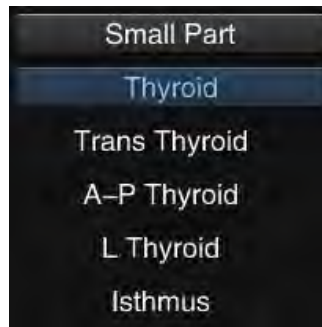 Small Part
Thyroid
Trans Thyroid
A–P Thyroid
L Thyroid
Isthmus